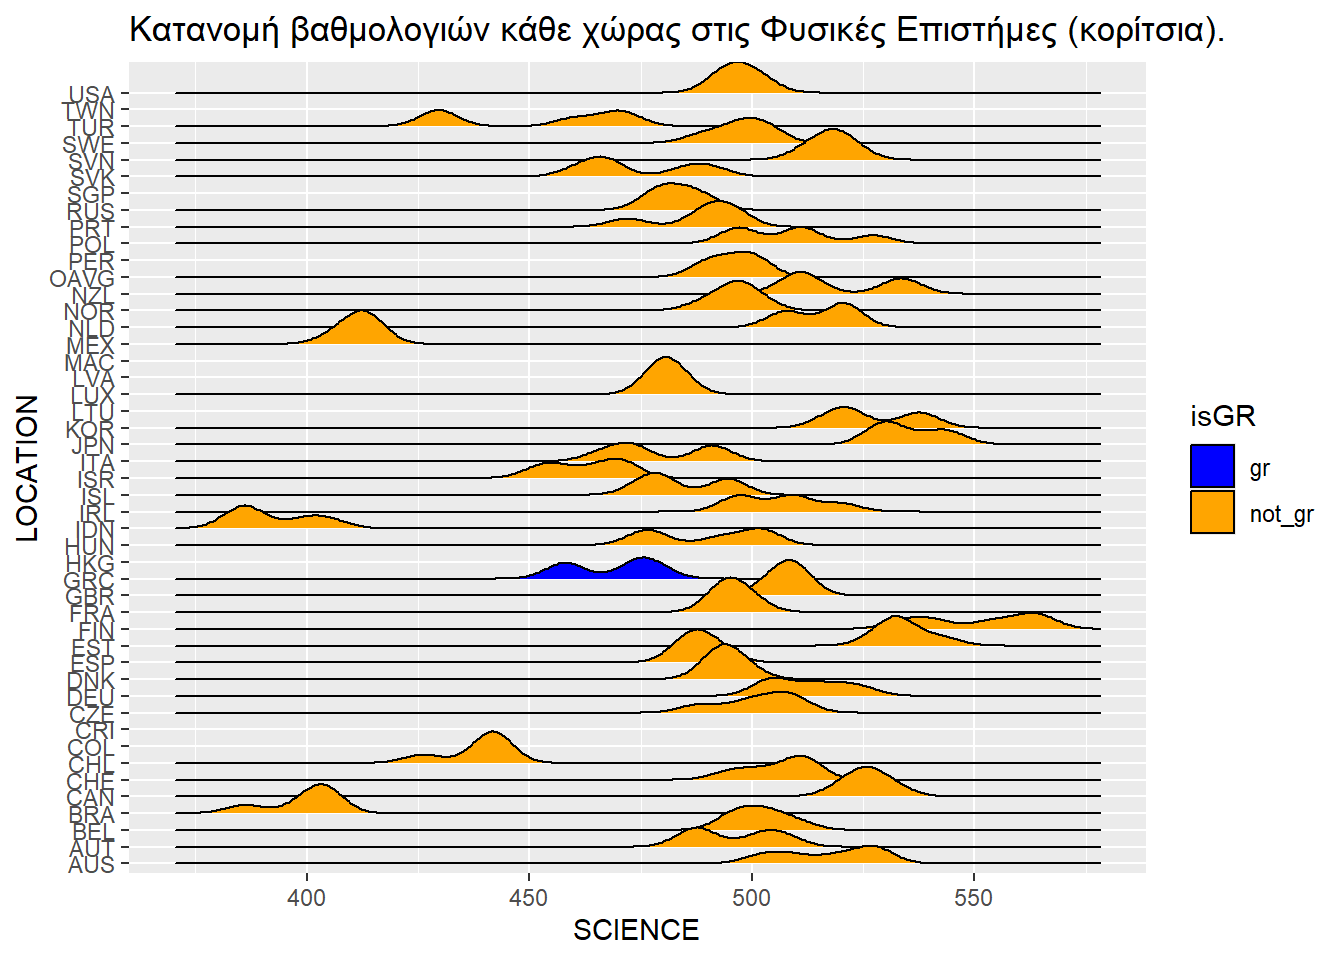 Κατανομή βαθμολογιών κάθε χώρας στις Φυσικές Επιστήμες (κορίτσια).
USA
TWN
TUR
SWE
SVN
SVK
SGP
RUS
PRT
POL
PER
OAVG
NZL
NOR
NLD
MEX
MAC
LVA
LUX
LTU
KOR
JPN
ITA
ISR
ISL
IRL
IDN
HUN
HKG
GRC
GBR
FRA
FIN
EST
ESP
DNK
DEU
CZE
CRI
COL
CHL
CHE
CAN
BRA
BEL
AUT
AUS
LOCATION
400 450 500 550
SCIENCE
isGR
gr
not_gr